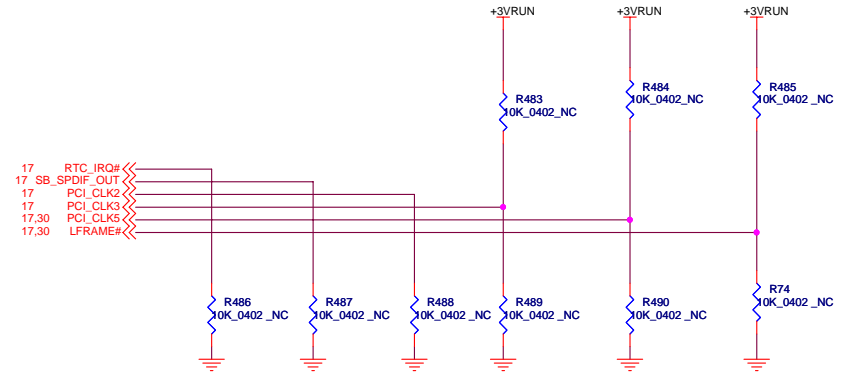 +3VRUN +3VRUN +3VRUN
R483
10K_0402_NC
R484
10K_0402_NC
R485
10K_0402 _NC
17 RTC_IRQ#
17 SB_SPDIF_OUT
17 PCI_CLK2
17 PCI_CLK3
17,30 PCI_CLK5
17,30 LFRAME#
R486
10K_0402 _NC
R487
10K_0402 _NC
R488
10K_0402 _NC
R489
10K_0402 _NC
R490
10K_0402 _NC
R74
10K_0402 _NC